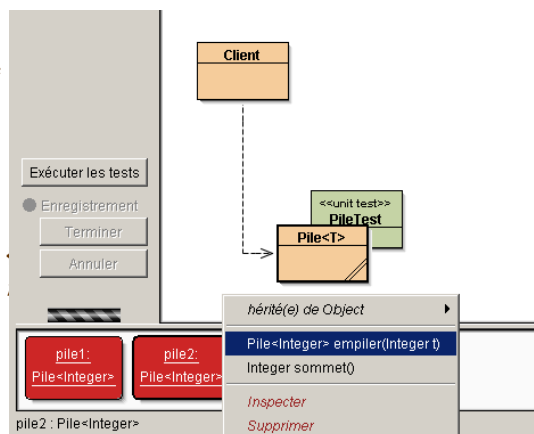 Client
Exécuter les tests
Enregistrement
Terminer
Annuler
<<unit test>>
PileTest
Pile<T>
hérité(e) de Object
Pile<Integer> empiler(Integer t)
Integer sommet()
Inspecter
Supprimer
pile1:
Pile<Integer>
pile2:
Pile<Integer>
pile2 : Pile<Integer>